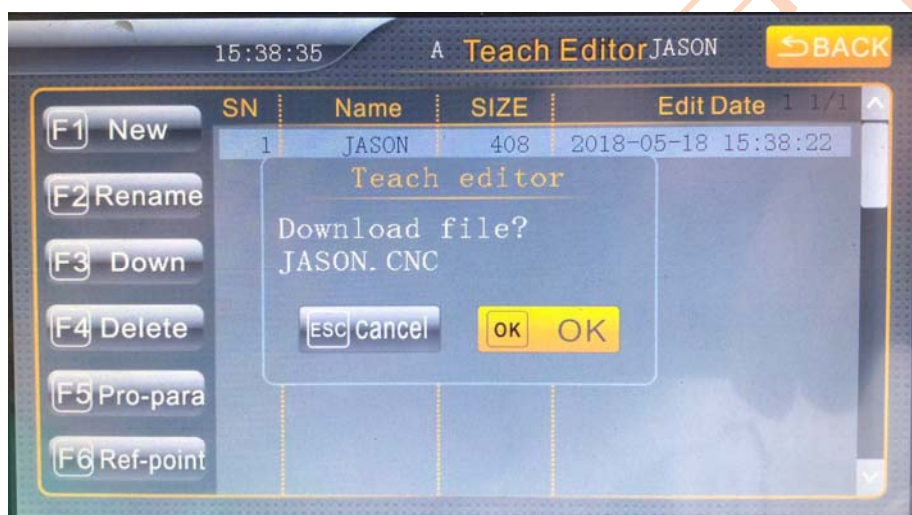 15:38:35 A Teach Editor JASON BACK
SN Name SIZE Edit Date 1 1/1
F1 New
1 JASON 408 2018-05-18 15:38:22
Teach editor
F2 Rename
Download file?
F3 Down
JASON.CNC
F4 Delete
ESC Cancel
OK OK
F5 Pro-para
F6 Ref-point